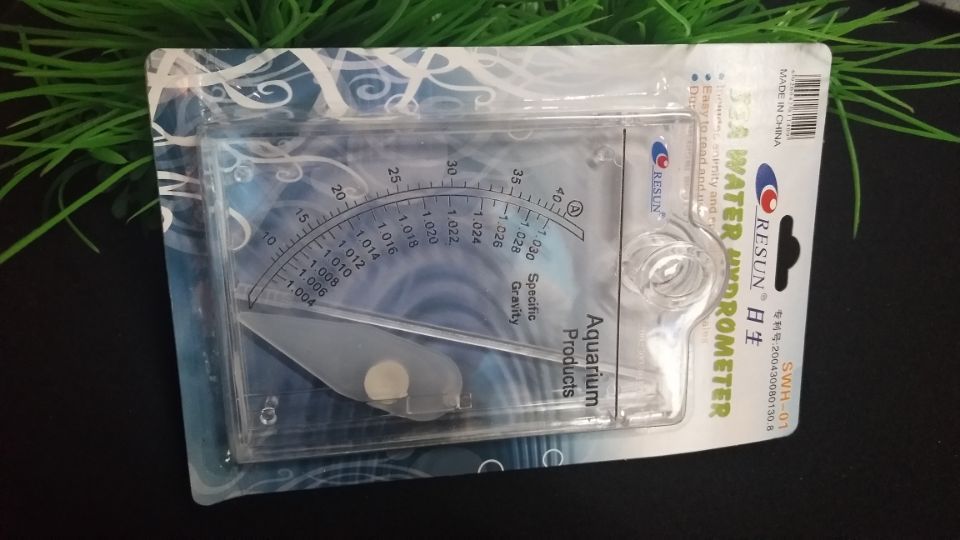 MADE IN CHINA
RESUN® 日生
专利号:200430080130.8
SWH-01
SEA WATER HYDROMETER
Easy to read and
RESUN®
A
40
35
30
25
20
15
10
1.030
1.028
1.026
1.024
1.022
1.020
1.018
1.016
1.014
1.012
1.010
1.008
1.006
1.004
Specific
Gravity
Aquarium
Products